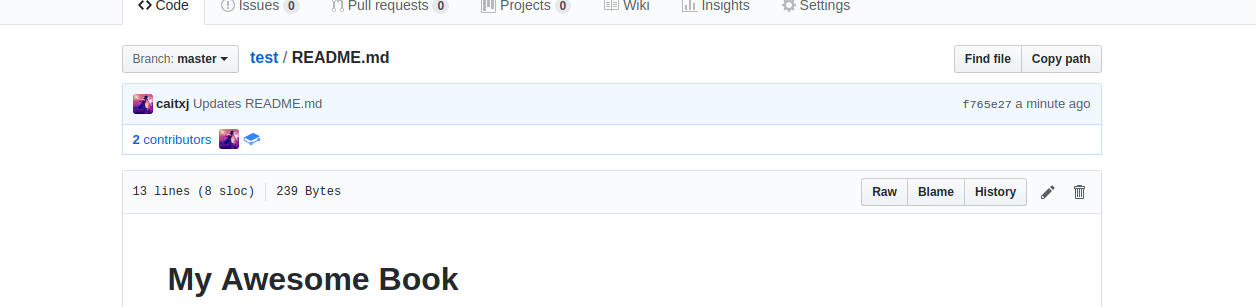 Code Issues 0 Pull requests 0 Projects 0 Wiki Insights Settings
Branch: master test / README.md Find file Copy path
caitxj Updates README.md f765e27 a minute ago
2 contributors
13 lines (8 sloc) 239 Bytes Raw Blame History
My Awesome Book